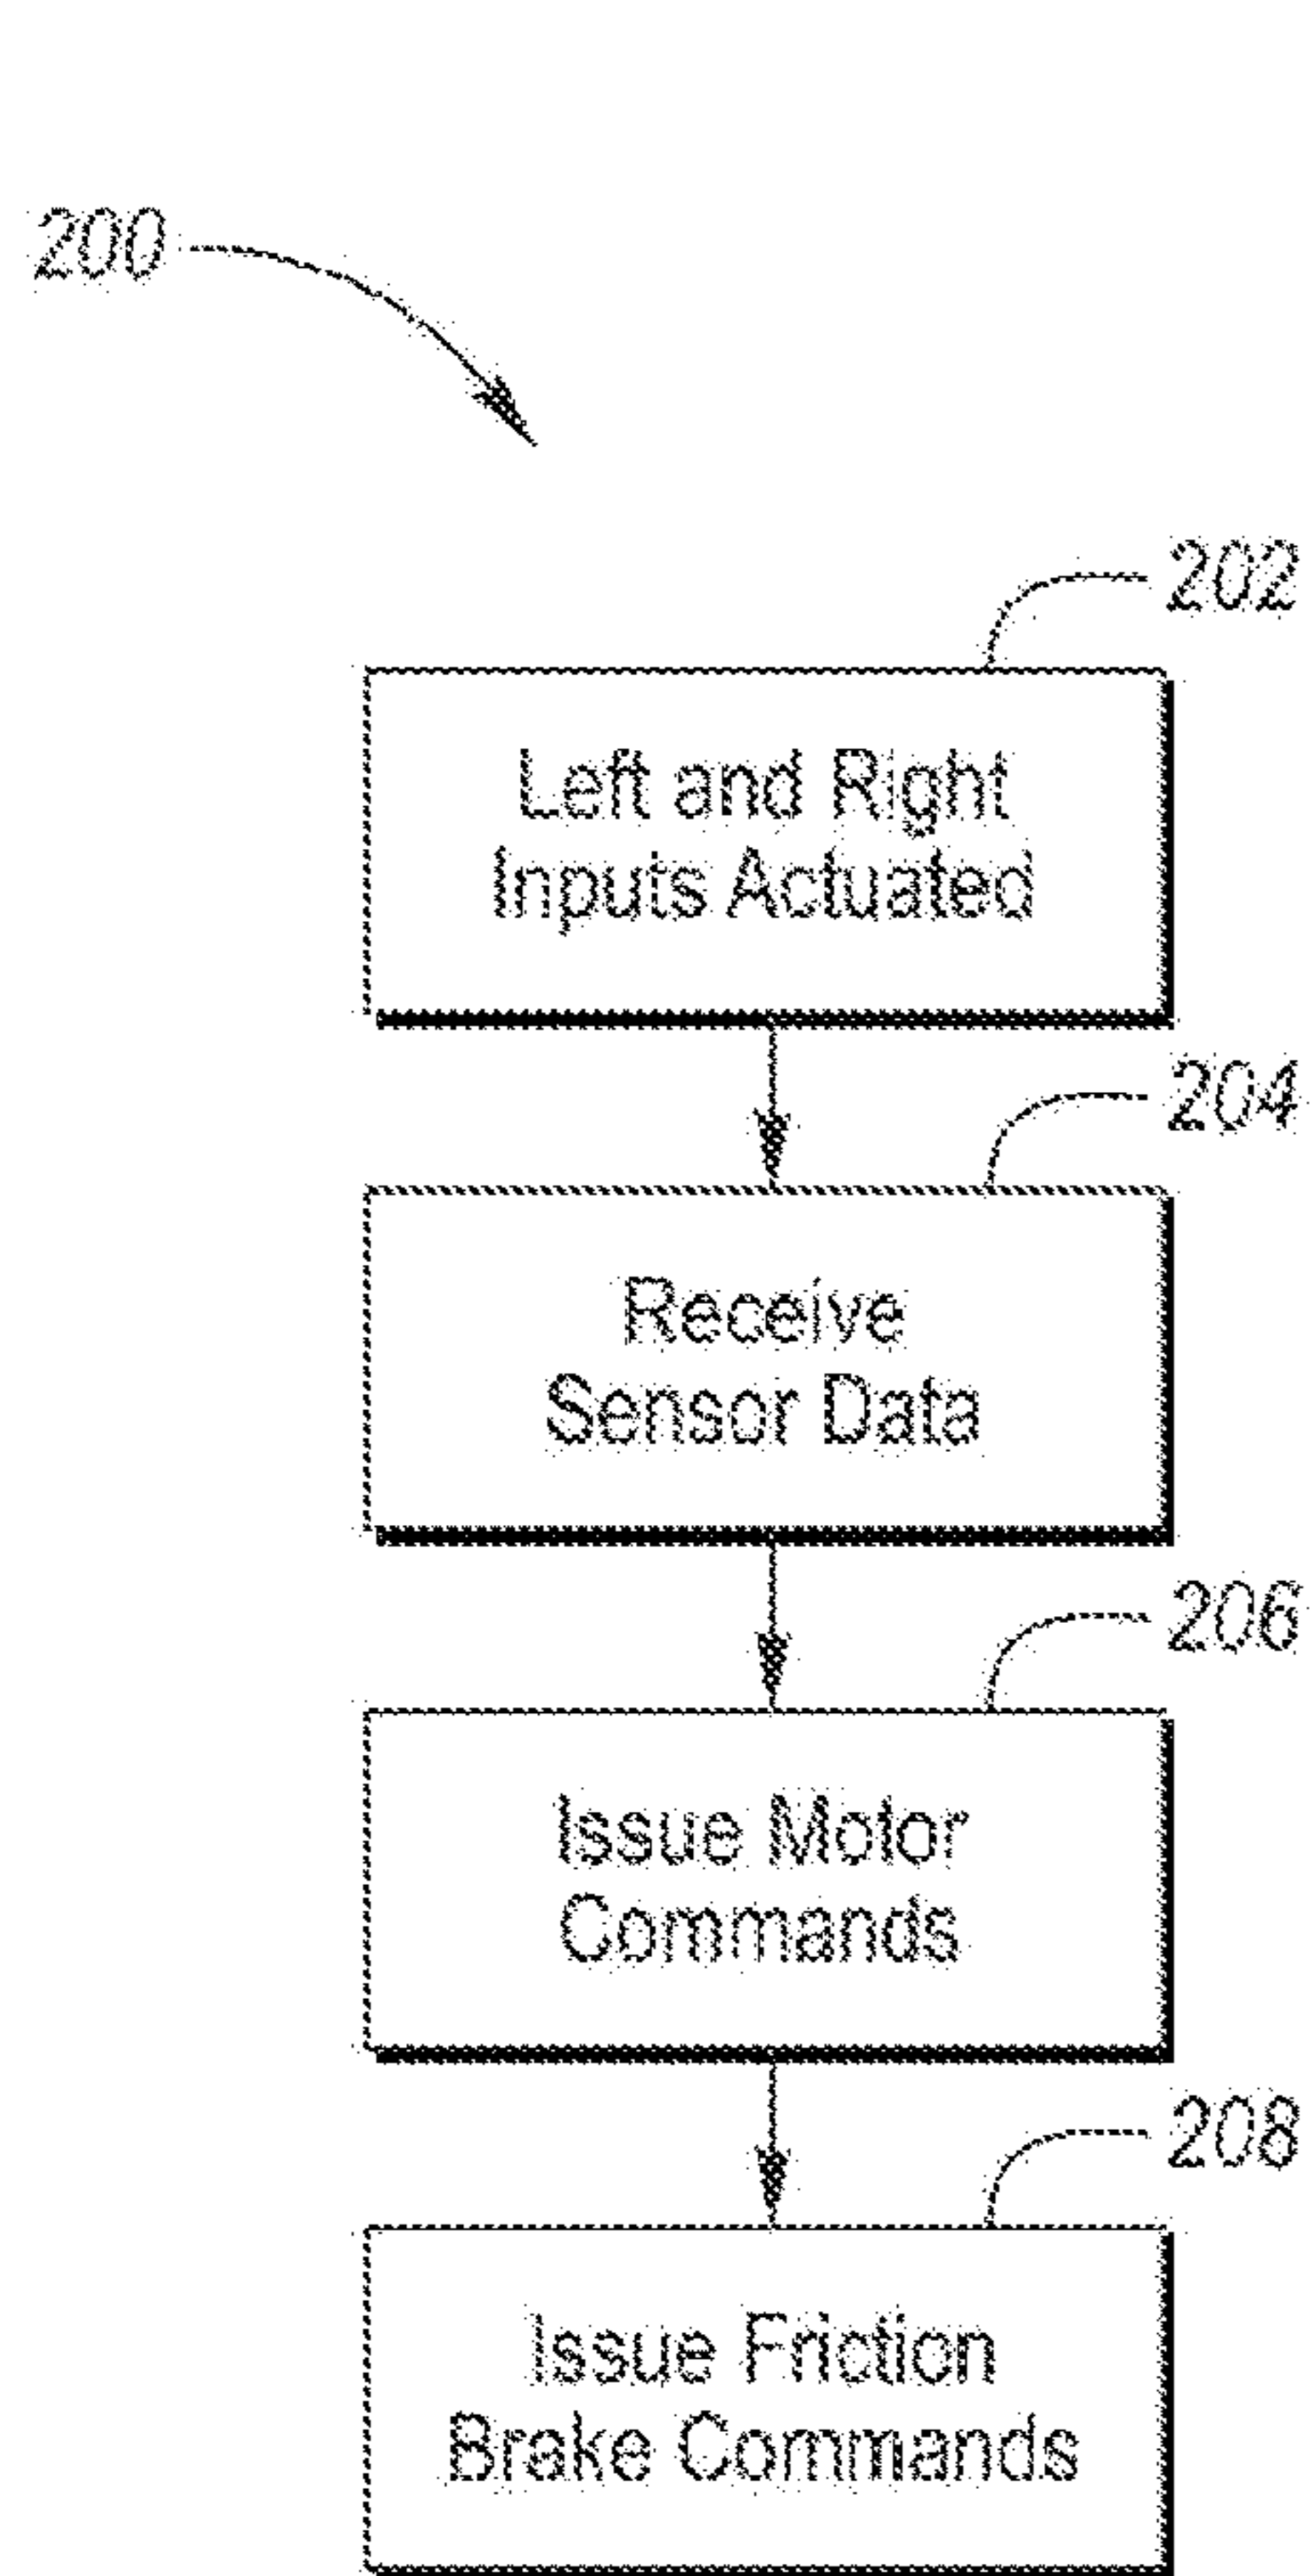 200
202
Left and Right
Inputs Actuated
204
Receive
Sensor Data
206
Issue Motor
Commands
208
Issue Friction
Brake Commands